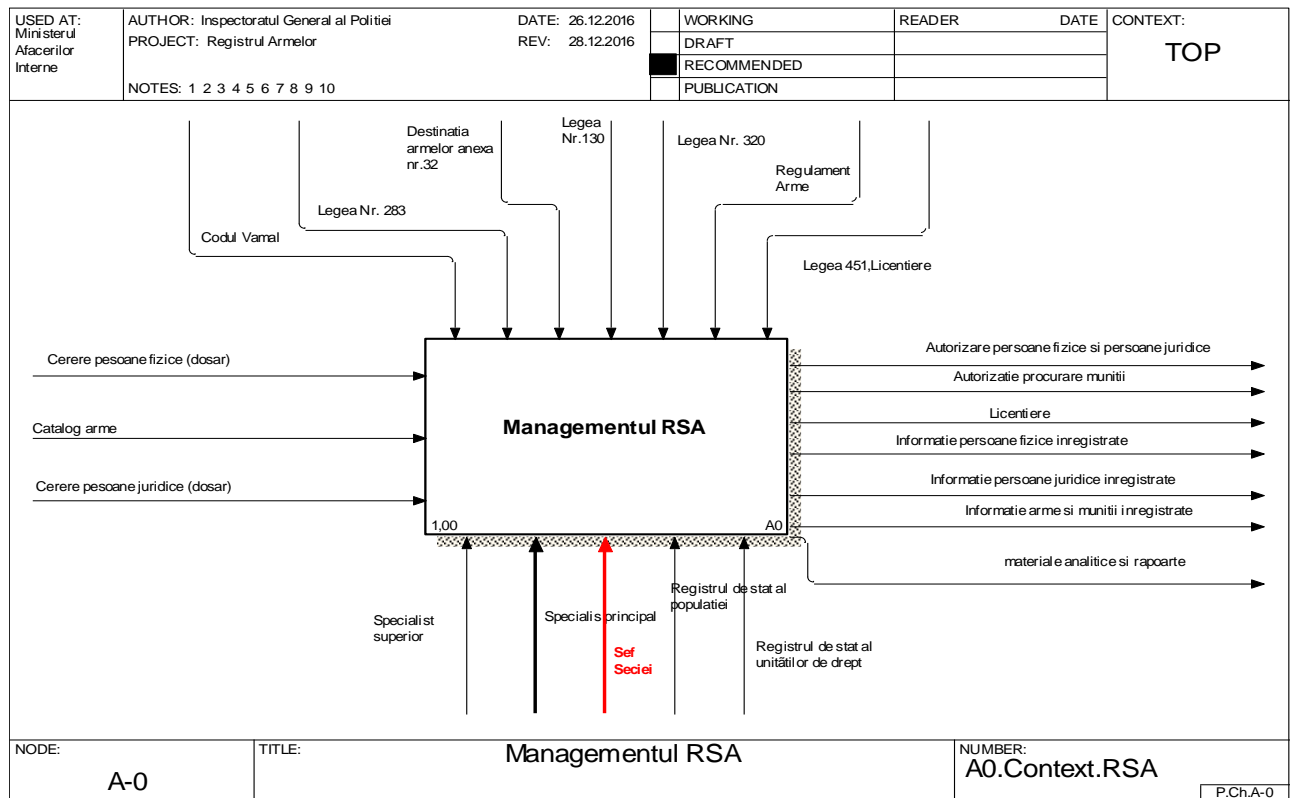 USED AT:
Ministerul
Afacerilor
Interne
AUTHOR: Inspectoratul General al Politiei
DATE: 26.12.2016
PROJECT: Registrul Armelor
REV: 28.12.2016
NOTES: 1 2 3 4 5 6 7 8 9 10
WORKING
DRAFT
RECOMMENDED
PUBLICATION
READER
DATE
CONTEXT:
TOP
Codul Vamal
Legea Nr. 283
Destinatia
armelor anexa
nr.32
Legea
Nr.130
Legea Nr. 320
Regulament
Arme
Legea 451,Licentiere
Cerere pesoane fizice (dosar)
Catalog arme
Cerere pesoane juridice (dosar)
Managementul RSA
1,00
A0
Autorizare persoane fizice si persoane juridice
Autorizatie procurare munitii
Licentiere
Informatie persoane fizice inregistrate
Informatie persoane juridice inregistrate
Informatie arme si munitii inregistrate
materiale analitice si rapoarte
Specialist
superior
Specialis principal
Sef
Seciei
Registrul de stat al
populatiei
Registrul de stat al
unitãtilor de drept
NODE:
A-0
TITLE:
Managementul RSA
NUMBER:
A0.Context.RSA
P.Ch.A-0